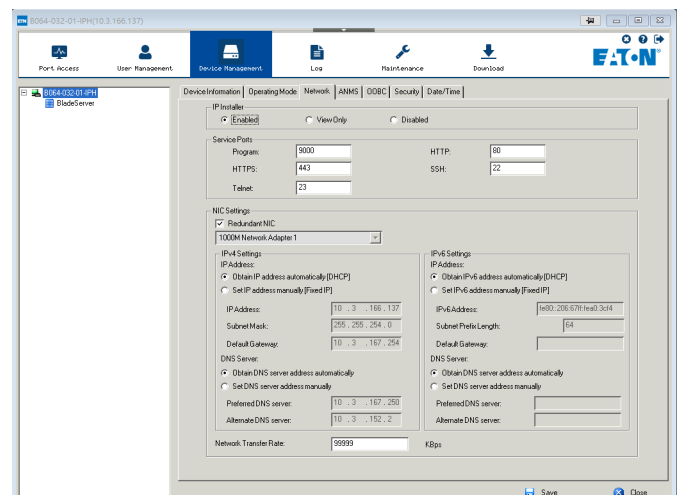 B064-032-01-IPH(10.3.166.137)
EATON
Port Access User Management Device Management Log Maintenance Download
B064-032-01-IPH
BladeServer
Device Information Operating Mode Network ANMS OOBC Security Date/Time
IP Installer
Enabled View Only Disabled
Service Ports
Program: 9000 HTTP: 80
HTTPS: 443 SSH: 22
Telnet: 23
NIC Settings
Redundant NIC
1000M Network Adapter 1
IPv4 Settings
IP Address:
Obtain IP address automatically [DHCP]
Set IP address manually [Fixed IP]
IP Address: 10 . 3 . 166 . 137
Subnet Mask: 255 . 255 . 254 . 0
Default Gateway: 10 . 3 . 167 . 254
DNS Server:
Obtain DNS server address automatically
Set DNS server address manually
Preferred DNS server: 10 . 3 . 167 . 250
Alternate DNS server: 10 . 3 . 152 . 2
IPv6 Settings
IP Address:
Obtain IPv6 address automatically [DHCP]
Set IPv6 address manually [Fixed IP]
IPv6 Address: fe80::206:67ff:fea0:3cf4
Subnet Prefix Length: 64
Default Gateway:
DNS Server:
Obtain DNS server address automatically
Set DNS server address manually
Preferred DNS server:
Alternate DNS server:
Network Transfer Rate: 99999 KBps
Save Close